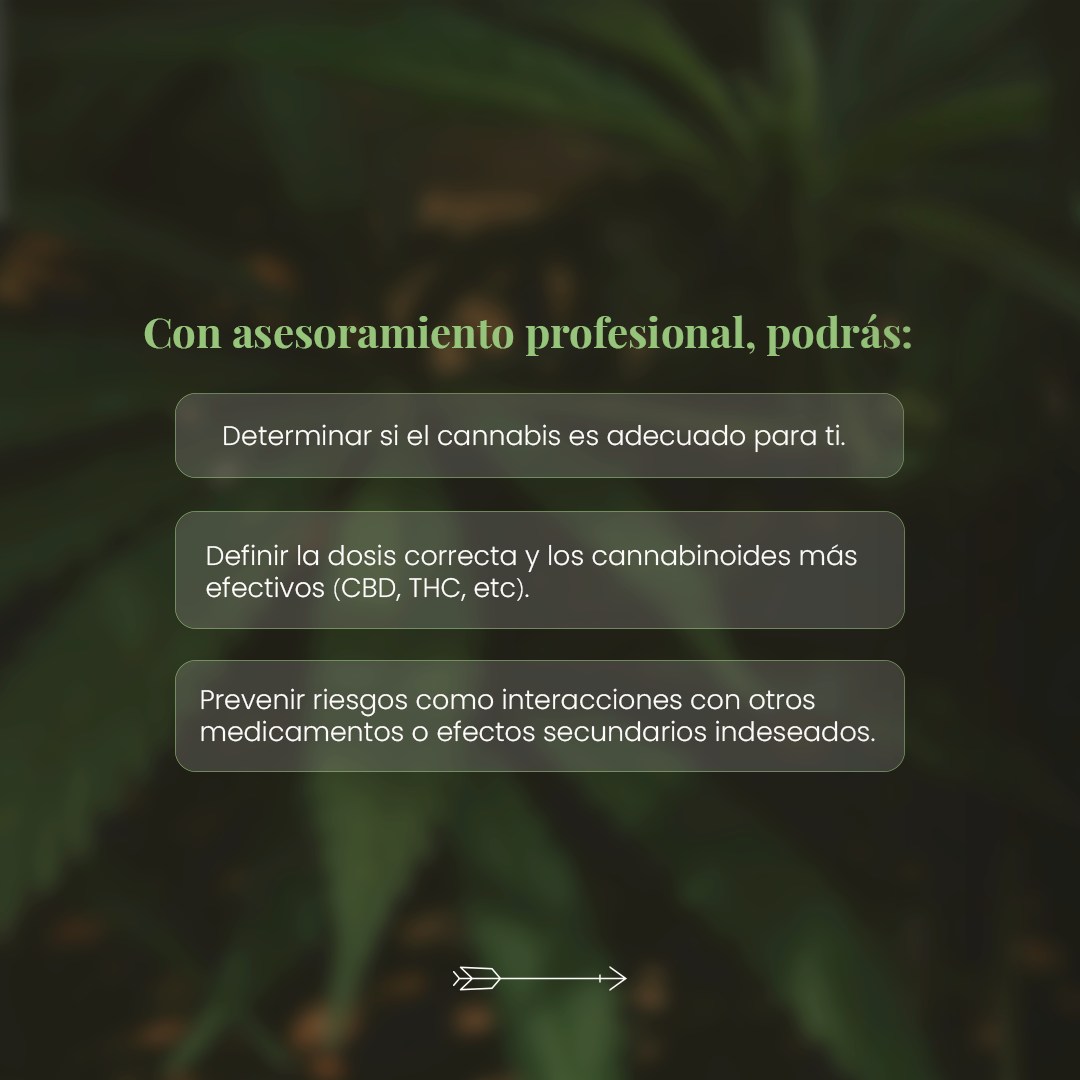 Con asesoramiento profesional, podrás:
Determinar si el cannabis es adecuado para ti.
Definir la dosis correcta y los cannabinoides más
efectivos (CBD, THC, etc).
Prevenir riesgos como interacciones con otros
medicamentos o efectos secundarios indeseados.